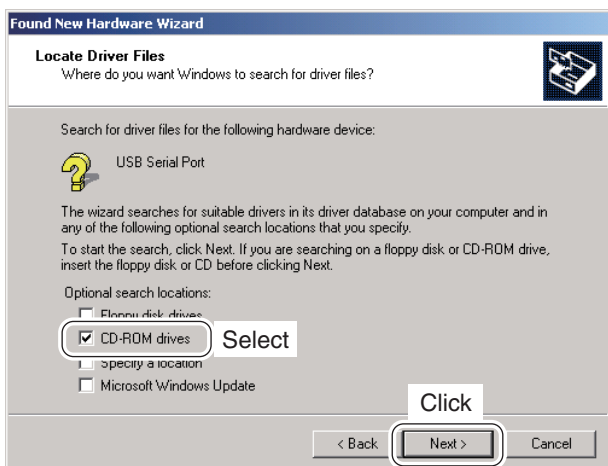 Found New Hardware Wizard
Locate Driver Files
Where do you want Windows to search for driver files?
Search for driver files for the following hardware device:
USB Serial Port
The wizard searches for suitable drivers in its driver database on your computer and in
any of the following optional search locations that you specify.
To start the search, click Next. If you are searching on a floppy disk or CD-ROM drive,
insert the floppy disk or CD before clicking Next.
Optional search locations:
Floppy disk drives
CD-ROM drives
Select
Specify a location
Microsoft Windows Update
Click
< Back
Next >
Cancel